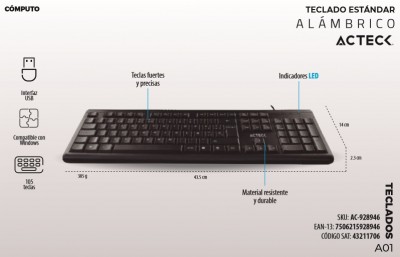 CÓMPUTO
TECLADO ESTÁNDAR
ALÁMBRICO
ACTECK
Interfaz
USB
Compatible con
Windows
105
teclas
Teclas fuertes
y precisas
Indicadores LED
ACTECK
14 cm
2.3 cm
385 g
43.5 cm
Material resistente
y durable
TECLADOS
SKU: AC-928946
EAN-13: 7506215928946
CÓDIGO SAT: 43211706
A01